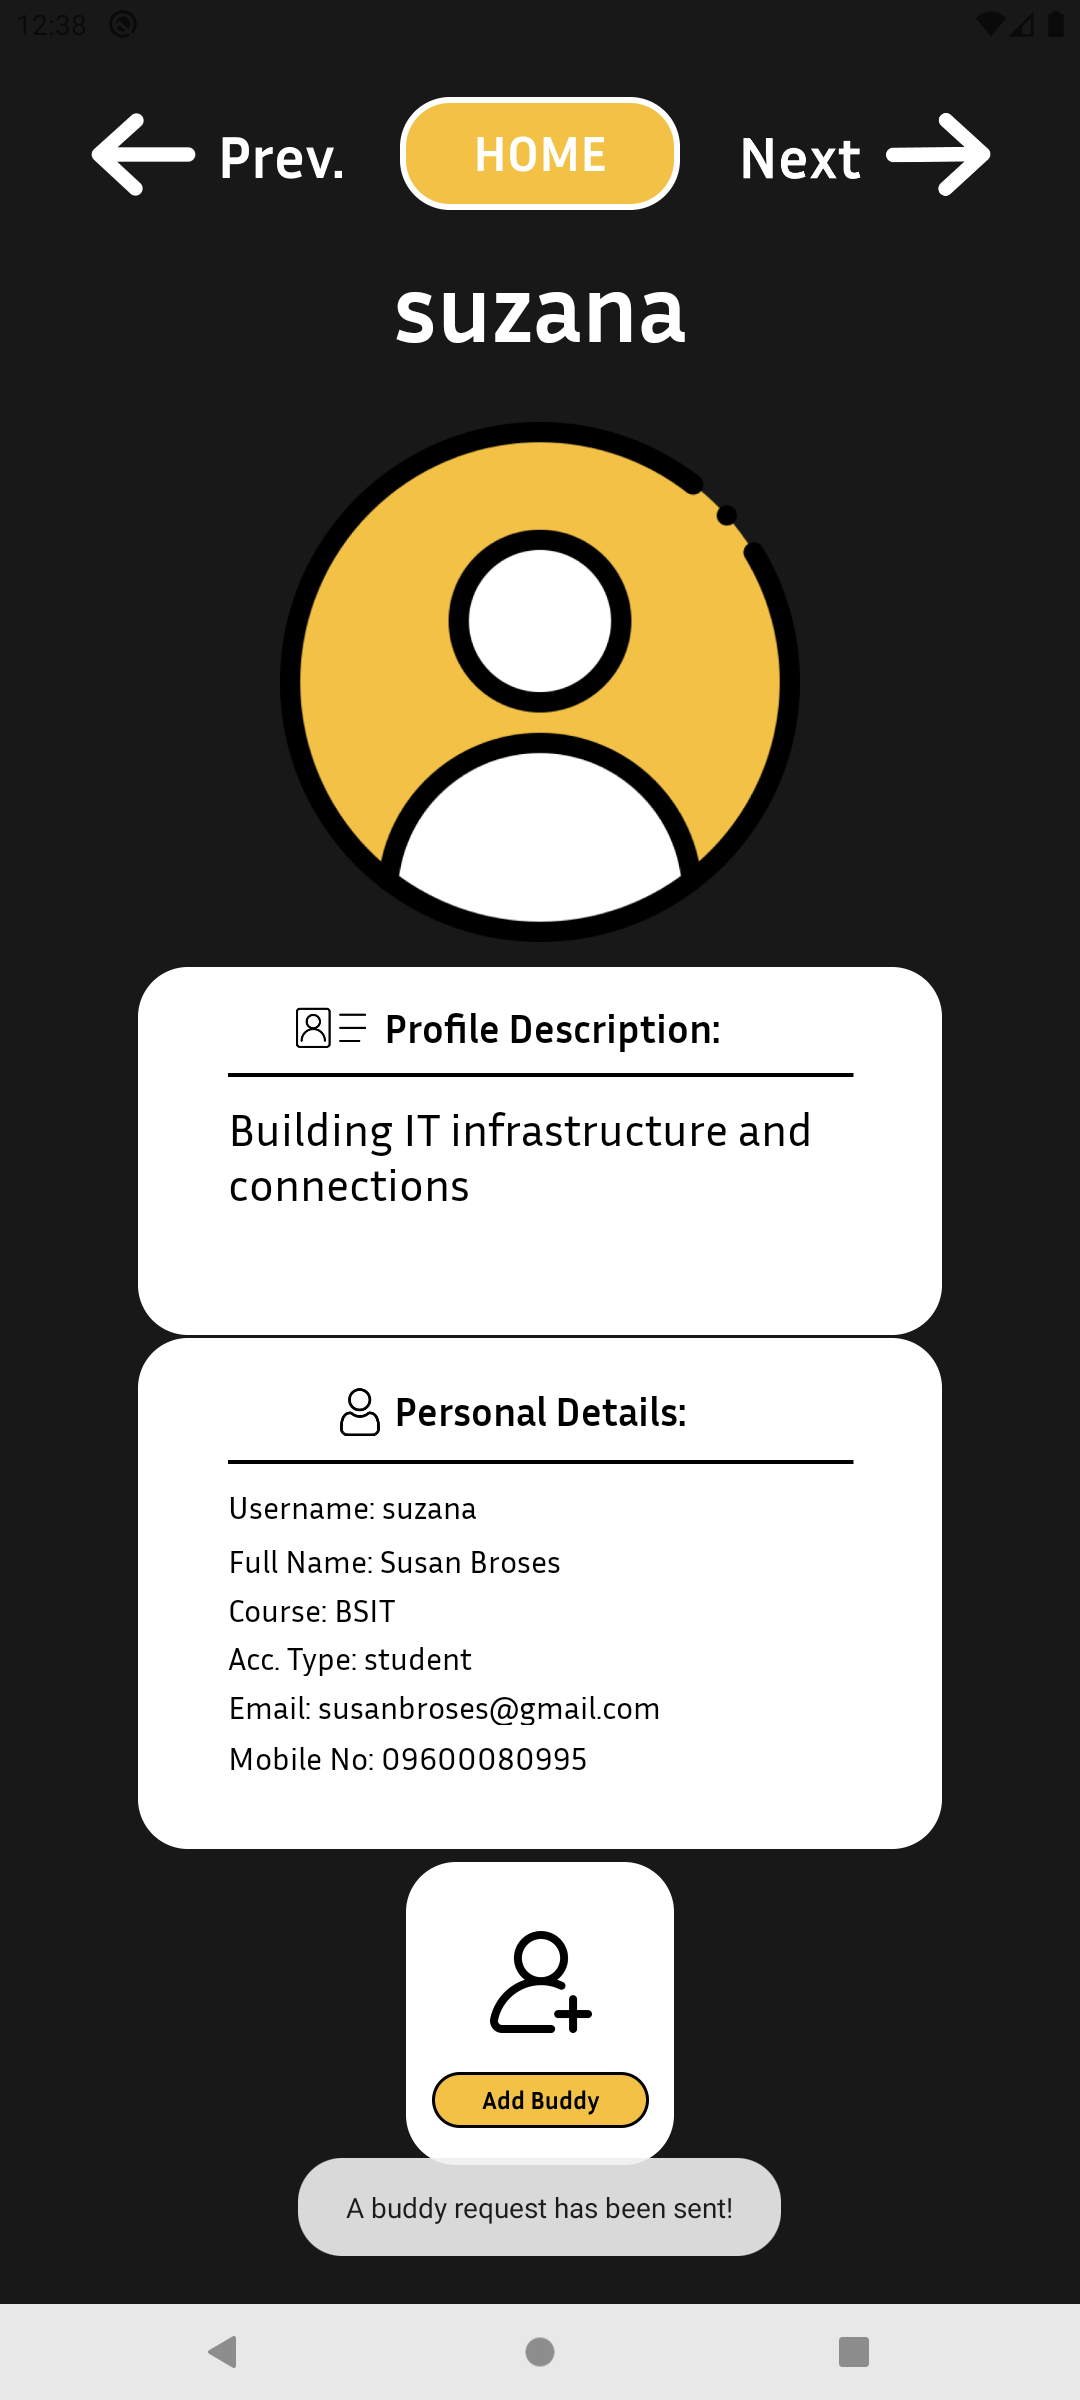 12:38
Prev.
HOME
Next
suzana
Profile Description:
Building IT infrastructure and
connections
Personal Details:
Username: suzana
Full Name: Susan Broses
Course: BSIT
Acc. Type: student
Email: susanbroses@gmail.com
Mobile No: 09600080995
Add Buddy
A buddy request has been sent!